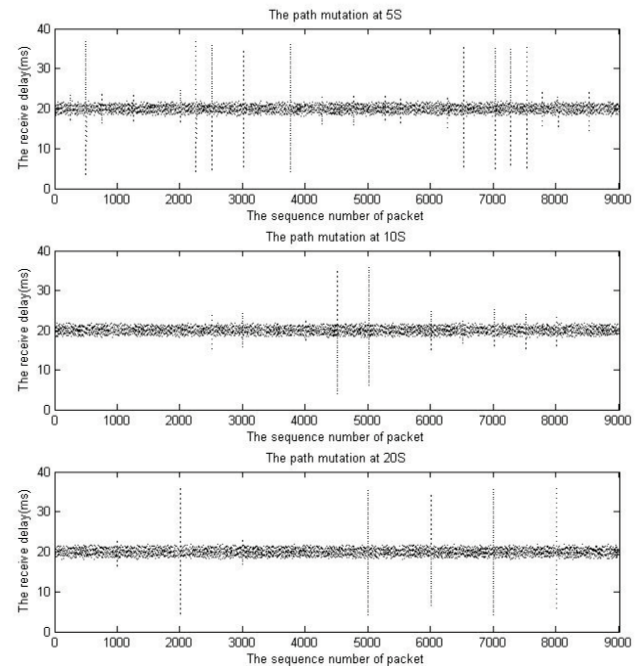 The path mutation at 5S
The receive delay(ms)
40
30
20
10
0
0 1000 2000 3000 4000 5000 6000 7000 8000 9000
The sequence number of packet
The path mutation at 10S
The receive delay(ms)
40
30
20
10
0
0 1000 2000 3000 4000 5000 6000 7000 8000 9000
The sequence number of packet
The path mutation at 20S
The receive delay(ms)
40
30
20
10
0
0 1000 2000 3000 4000 5000 6000 7000 8000 9000
The sequence number of packet